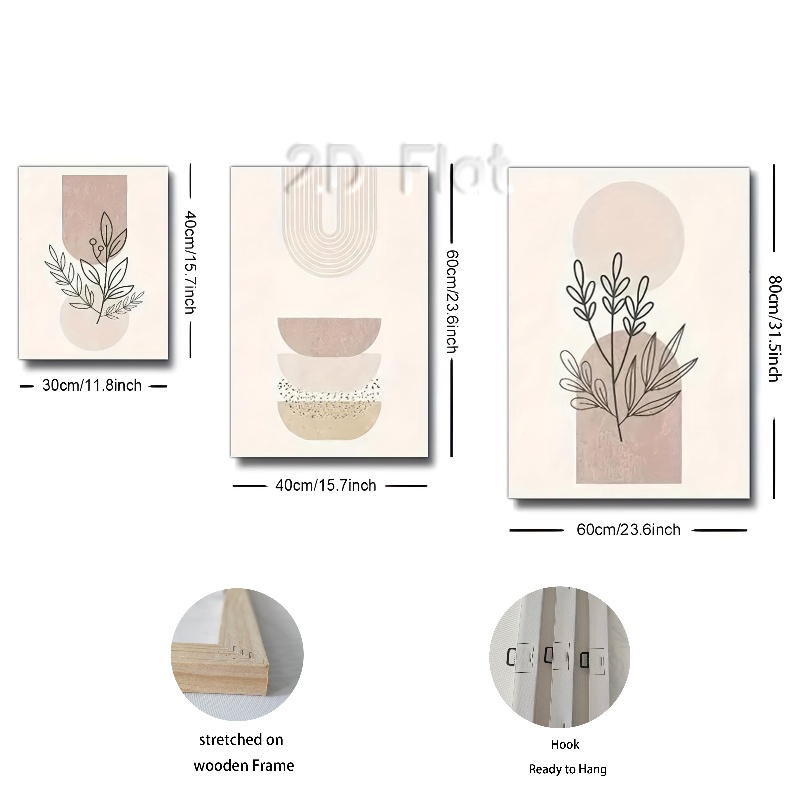 2D Flat
40cm/15.7inch
30cm/11.8inch
60cm/23.6inch
40cm/15.7inch
80cm/31.5inch
60cm/23.6inch
stretched on
wooden Frame
Hook
Ready to Hang